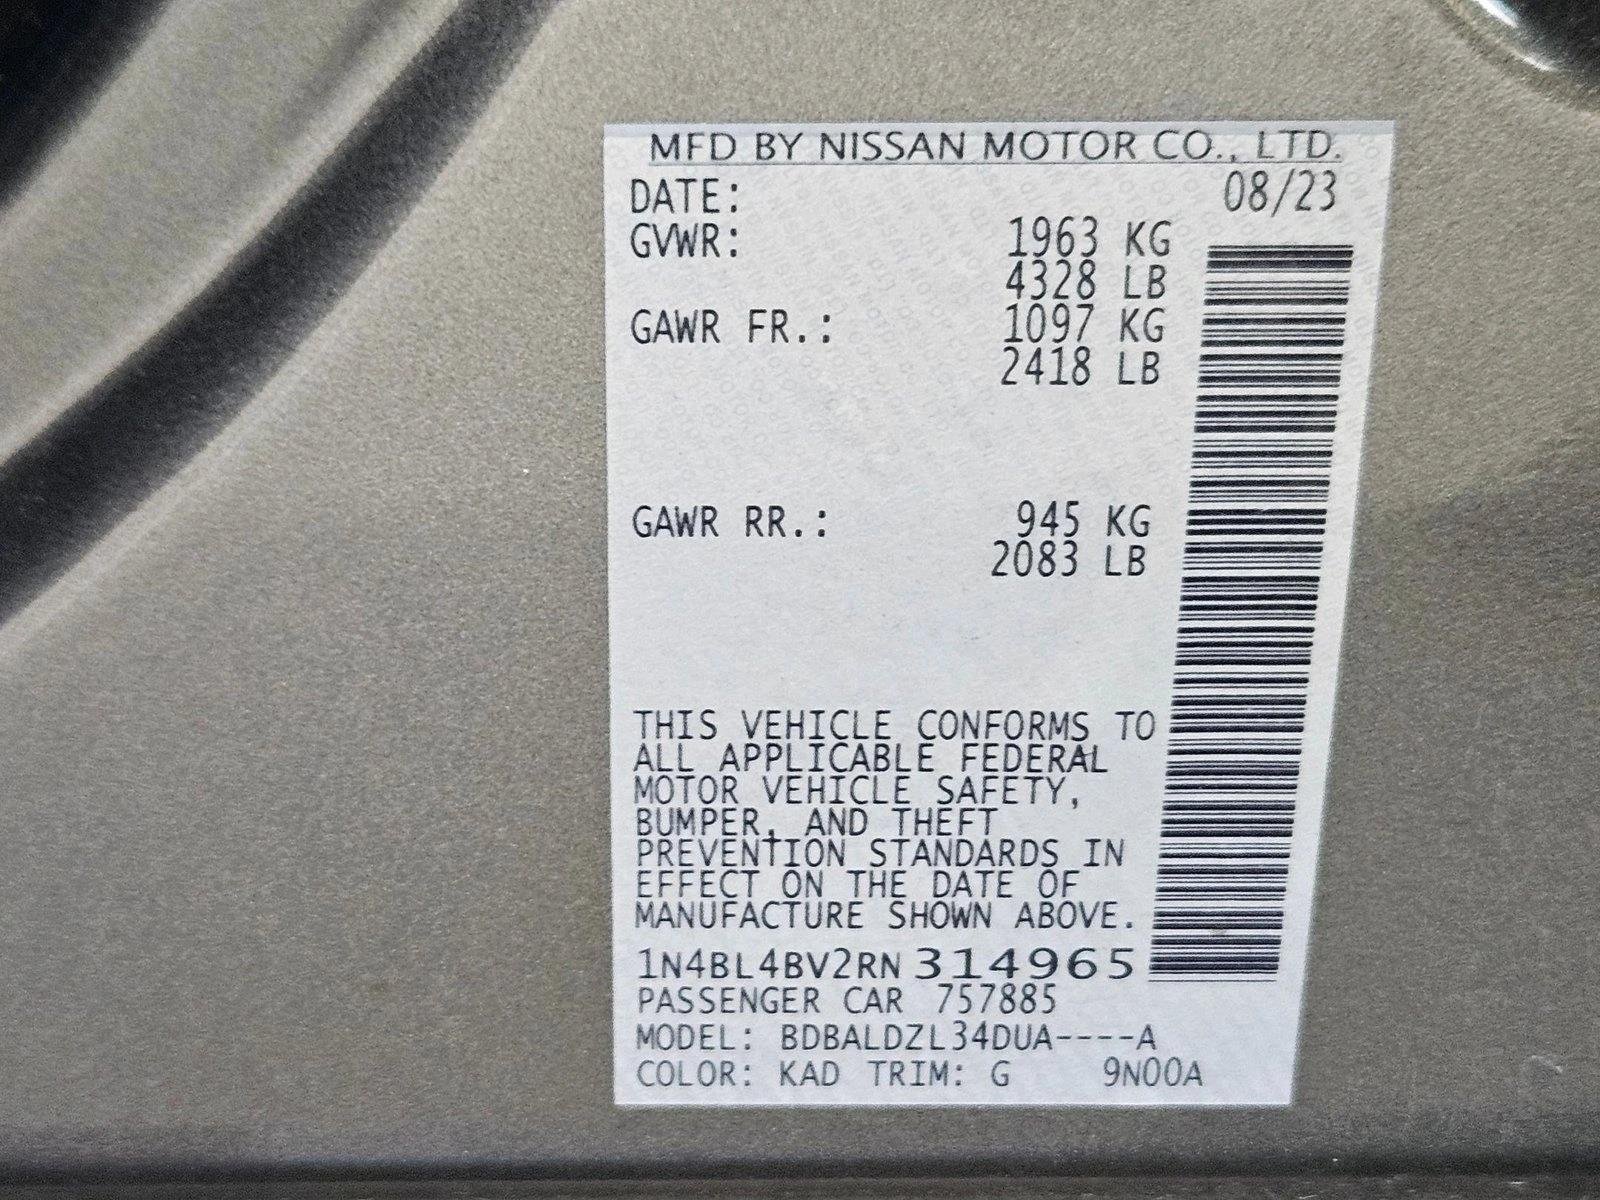 MFD BY NISSAN MOTOR CO., LTD.
DATE: 08/23
GVWR: 1963 KG
4328 LB
GAWR FR.: 1097 KG
2418 LB
GAWR RR.: 945 KG
2083 LB
THIS VEHICLE CONFORMS TO
ALL APPLICABLE FEDERAL
MOTOR VEHICLE SAFETY,
BUMPER, AND THEFT
PREVENTION STANDARDS IN
EFFECT ON THE DATE OF
MANUFACTURE SHOWN ABOVE.
1N4BL4BV2RN314965
PASSENGER CAR 757885
MODEL: BDBALDZL34DUA----A
COLOR: KAD TRIM: G 9N00A